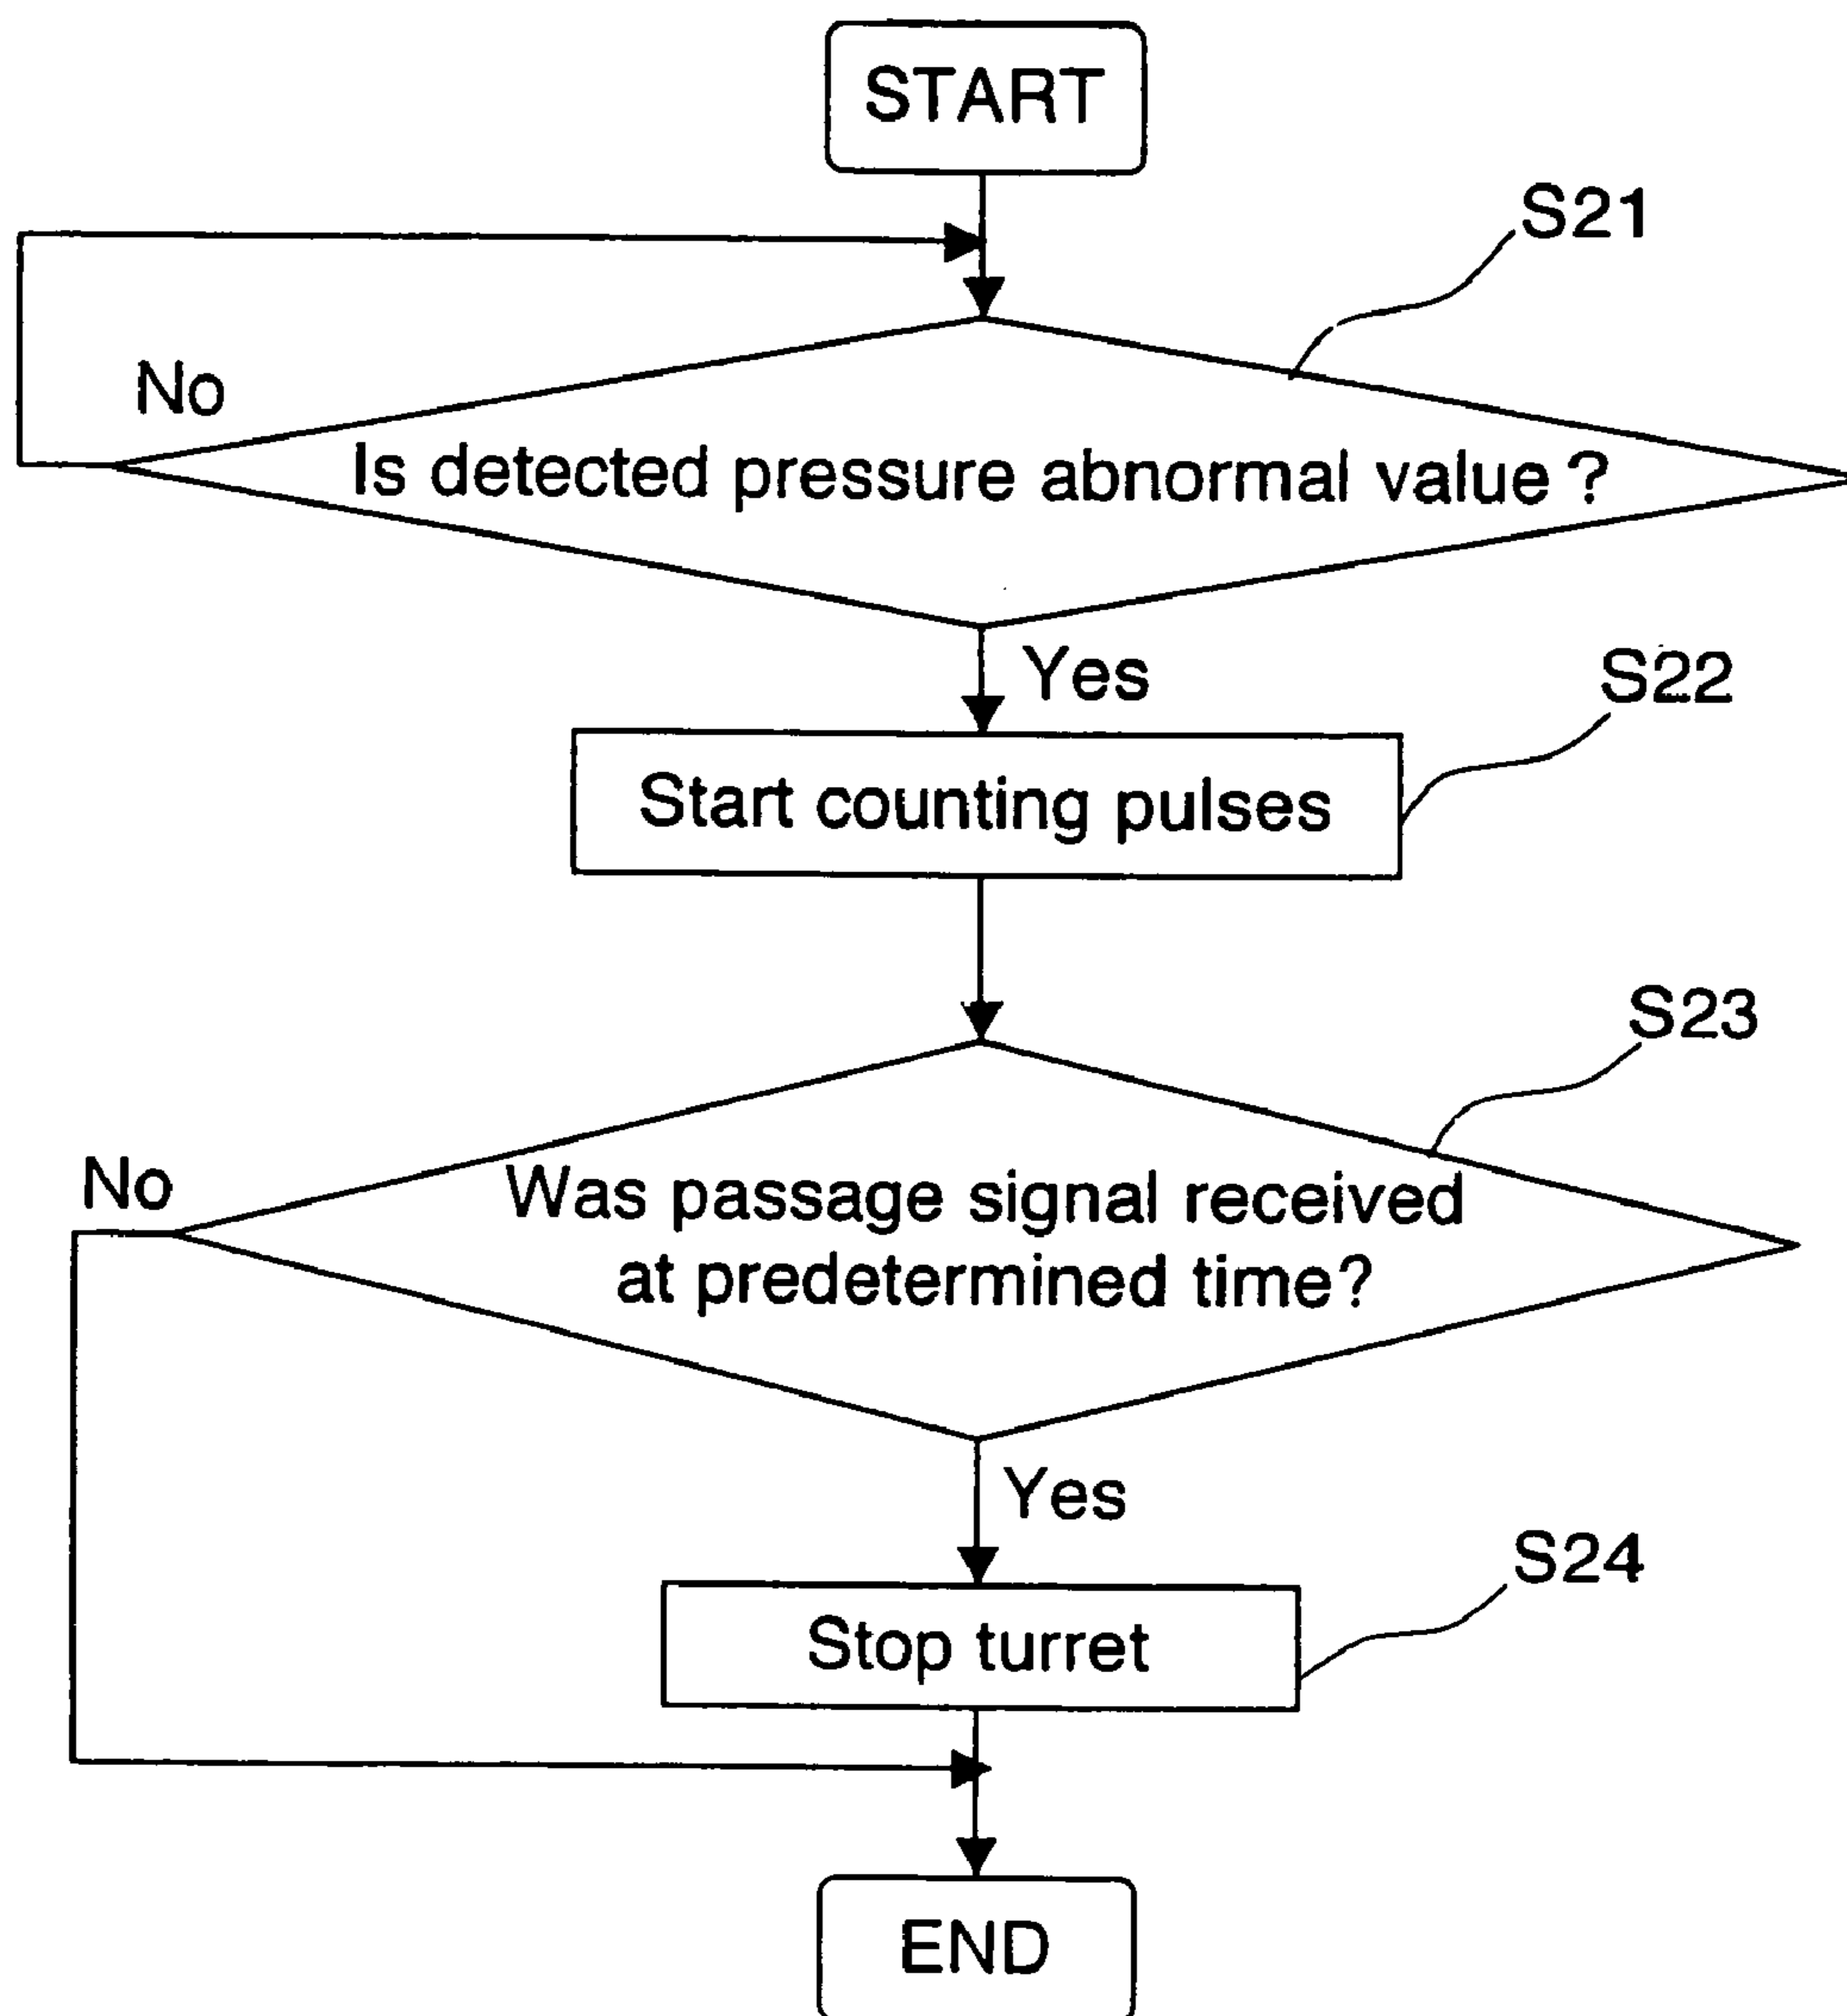 START
S21
No
Is detected pressure abnormal value ?
Yes
S22
Start counting pulses
S23
No
Was passage signal received
at predetermined time?
Yes
S24
Stop turret
END